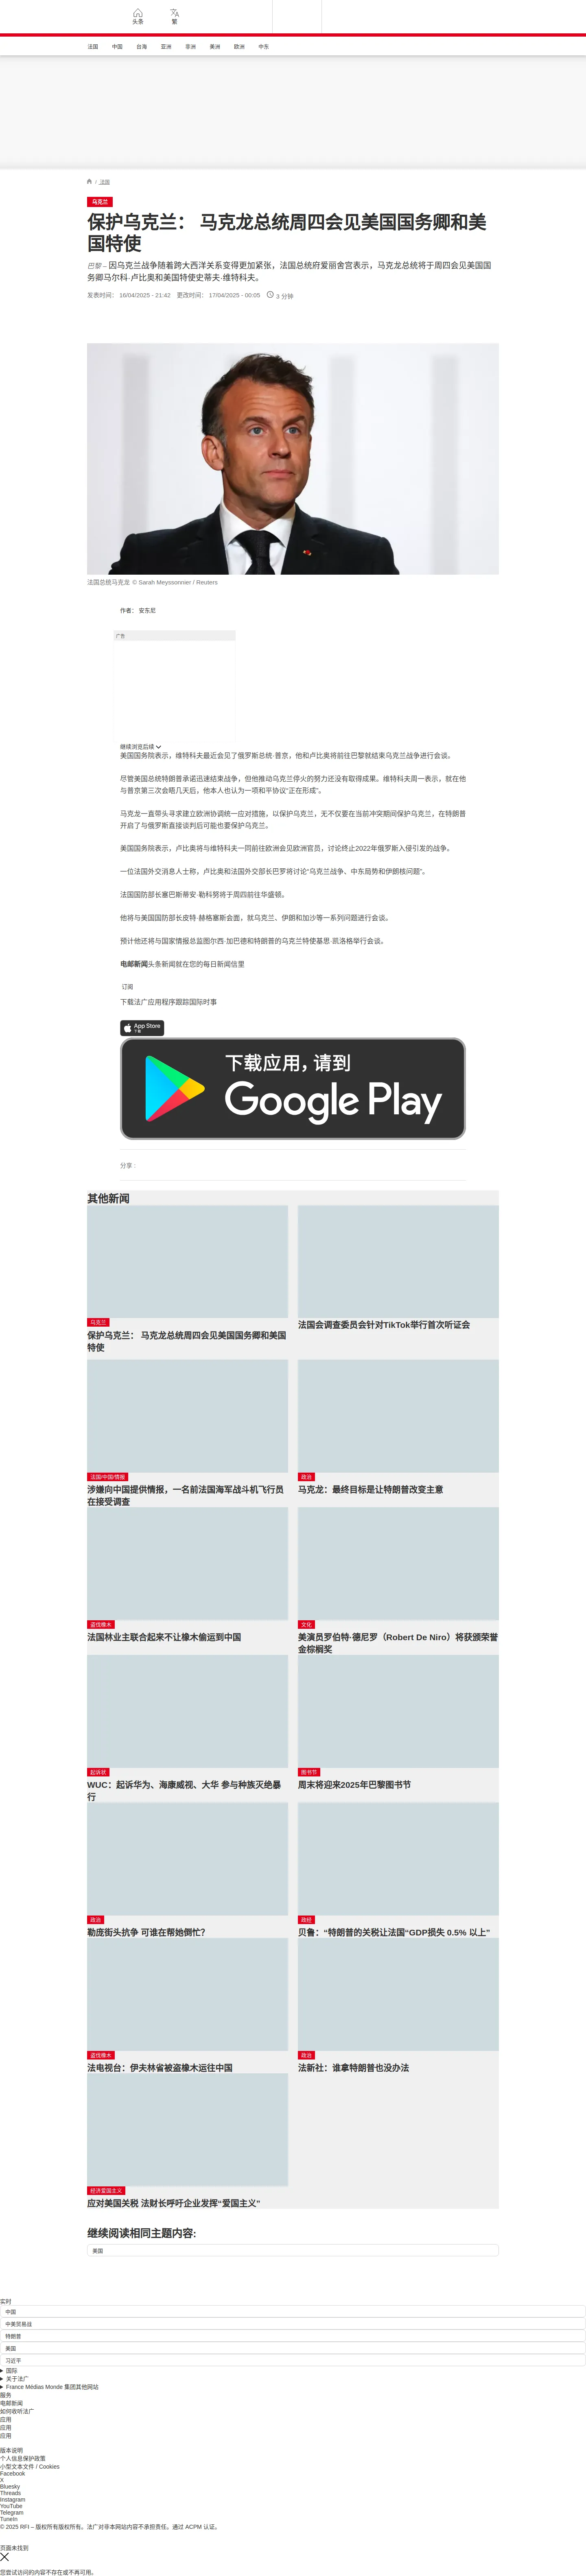 头条
繁
法国
中国
台海
亚洲
非洲
美洲
欧洲
中东
/ 法国
乌克兰
保护乌克兰： 马克龙总统周四会见美国国务卿和美
国特使
巴黎 – 因乌克兰战争随着跨大西洋关系变得更加紧张，法国总统府爱丽舍宫表示，马克龙总统将于周四会见美国国
务卿马尔科·卢比奥和美国特使史蒂夫·维特科夫。
发表时间： 16/04/2025 - 21:42 更改时间： 17/04/2025 - 00:05 3 分钟
法国总统马克龙 © Sarah Meyssonnier / Reuters
作者： 安东尼
广告
继续浏览后续
美国国务院表示，维特科夫最近会见了俄罗斯总统·普京，他和卢比奥将前往巴黎就结束乌克兰战争进行会谈。
尽管美国总统特朗普承诺迅速结束战争，但他推动乌克兰停火的努力还没有取得成果。维特科夫周一表示，就在他
与普京第三次会晤几天后，他本人也认为一项和平协议“正在形成”。
马克龙一直带头寻求建立欧洲协调统一应对措施，以保护乌克兰，无不仅要在当前冲突期间保护乌克兰，在特朗普
开启了与俄罗斯直接谈判后可能也要保护乌克兰。
美国国务院表示，卢比奥将与维特科夫一同前往欧洲会见欧洲官员，讨论终止2022年俄罗斯入侵引发的战争。
一位法国外交消息人士称，卢比奥和法国外交部长巴罗将讨论“乌克兰战争、中东局势和伊朗核问题”。
法国国防部长塞巴斯蒂安·勒科努将于周四前往华盛顿。
他将与美国国防部长皮特·赫格塞斯会面，就乌克兰、伊朗和加沙等一系列问题进行会谈。
预计他还将与国家情报总监图尔西·加巴德和特朗普的乌克兰特使基思·凯洛格举行会谈。
电邮新闻头条新闻就在您的每日新闻信里
订阅
下载法广应用程序跟踪国际时事
App Store
下载
下载应用，请到
Google Play
分享 :
其他新闻
乌克兰
保护乌克兰： 马克龙总统周四会见美国国务卿和美国
特使
法国会调查委员会针对TikTok举行首次听证会
法国/中国/情报
涉嫌向中国提供情报，一名前法国海军战斗机飞行员
在接受调查
政治
马克龙：最终目标是让特朗普改变主意
盗伐橡木
法国林业主联合起来不让橡木偷运到中国
文化
美演员罗伯特·德尼罗（Robert De Niro）将获颁荣誉
金棕榈奖
起诉状
WUC：起诉华为、海康威视、大华 参与种族灭绝暴
行
图书节
周末将迎来2025年巴黎图书节
政治
勒庞街头抗争 可谁在帮她倒忙？
政经
贝鲁：“特朗普的关税让法国“GDP损失 0.5% 以上”
盗伐橡木
法电视台：伊夫林省被盗橡木运往中国
政治
法新社：谁拿特朗普也没办法
经济爱国主义
应对美国关税 法财长呼吁企业发挥“爱国主义”
继续阅读相同主题内容:
美国
实时
中国
中美贸易战
特朗普
美国
习近平
国际
关于法广
France Médias Monde 集团其他网站
服务
电邮新闻
如何收听法广
应用
应用
应用
版本说明
个人信息保护政策
小型文本文件 / Cookies
Facebook
X
Bluesky
Threads
Instagram
YouTube
Telegram
TuneIn
© 2025 RFI – 版权所有版权所有。法广对非本网站内容不承担责任。通过 ACPM 认证。
页面未找到
您尝试访问的内容不存在或不再可用。